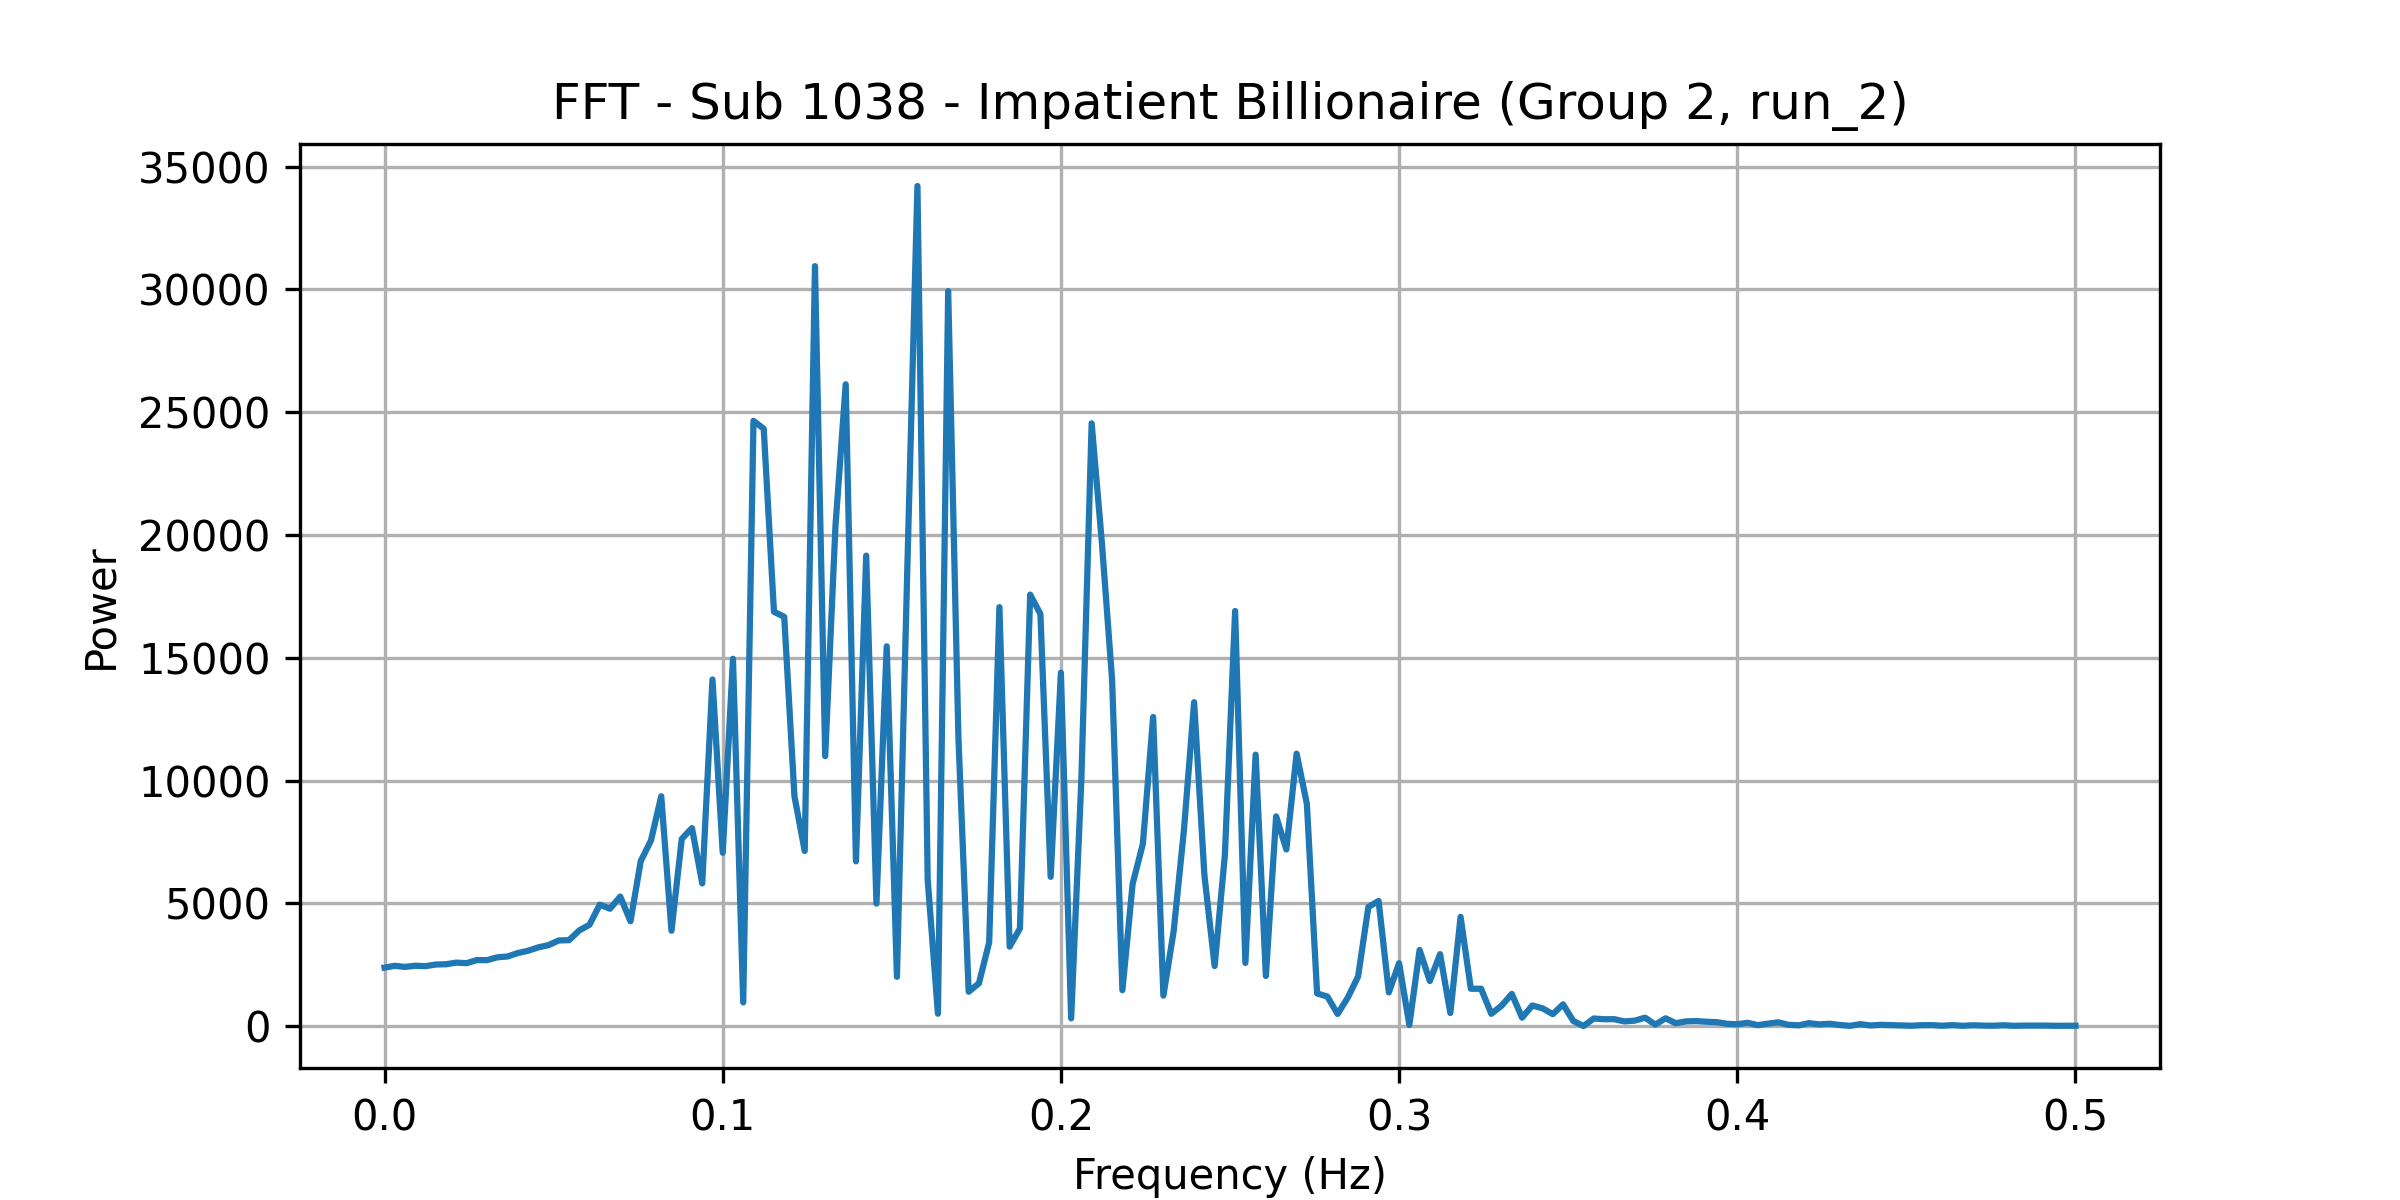 FFT - Sub 1038 - Impatient Billionaire (Group 2, run_2)
35000
30000
25000
20000
15000
10000
5000
0
Power
0.0 0.1 0.2 0.3 0.4 0.5
Frequency (Hz)